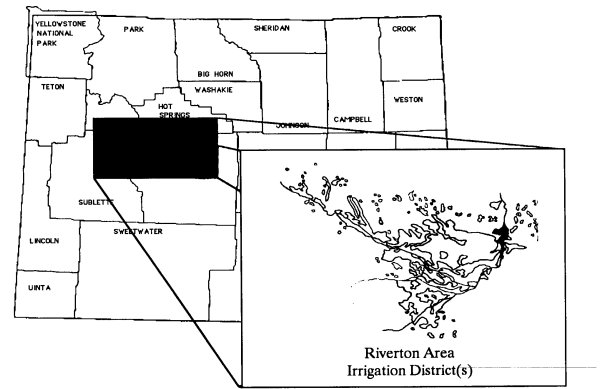 YELLOWSTONE
NATIONAL
PARK
PARK
SHERIDAN
CROOK
BIG HORN
TETON
WASHAKIE
HOT
SPRINGS
JOHNSON
CAMPBELL
WESTON
SUBLETTE
SWEETWATER
LINCOLN
UINTA
Riverton Area
Irrigation District(s)